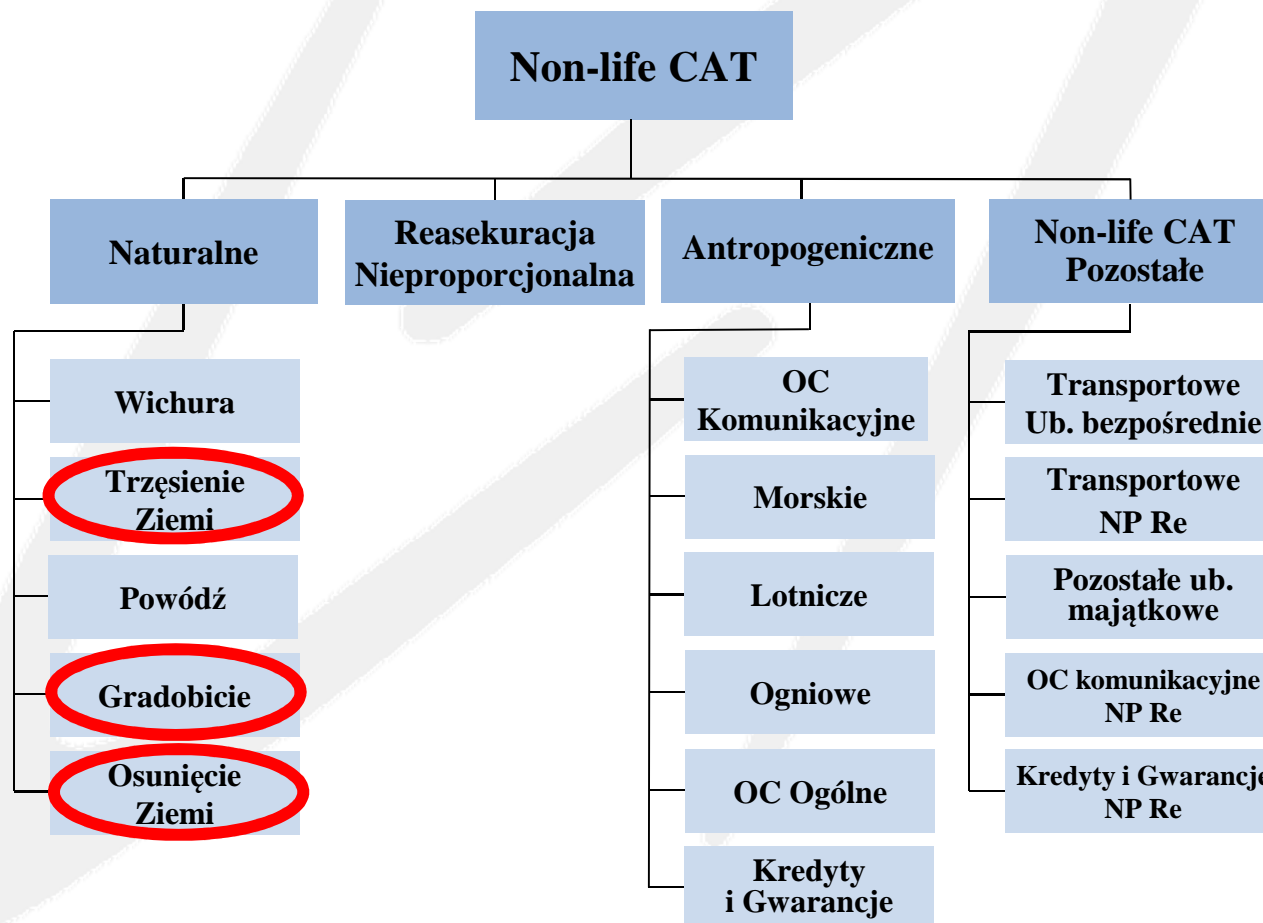 Non-life CAT
Naturalne
Reasekuracja
Nieproporcjonalna
Antropogeniczne
Non-life CAT
Pozostałe
Wichura
Trzęsienie
Ziemi
Powódź
Gradobicie
Osunięcie
Ziemi
OC
Komunikacyjne
Morskie
Lotnicze
Ogniowe
OC Ogólne
Kredyty
i Gwarancje
Transportowe
Ub. bezpośrednie
Transportowe
NP Re
Pozostałe ub.
majątkowe
OC komunikacyjne
NP Re
Kredyty i Gwarancje
NP Re